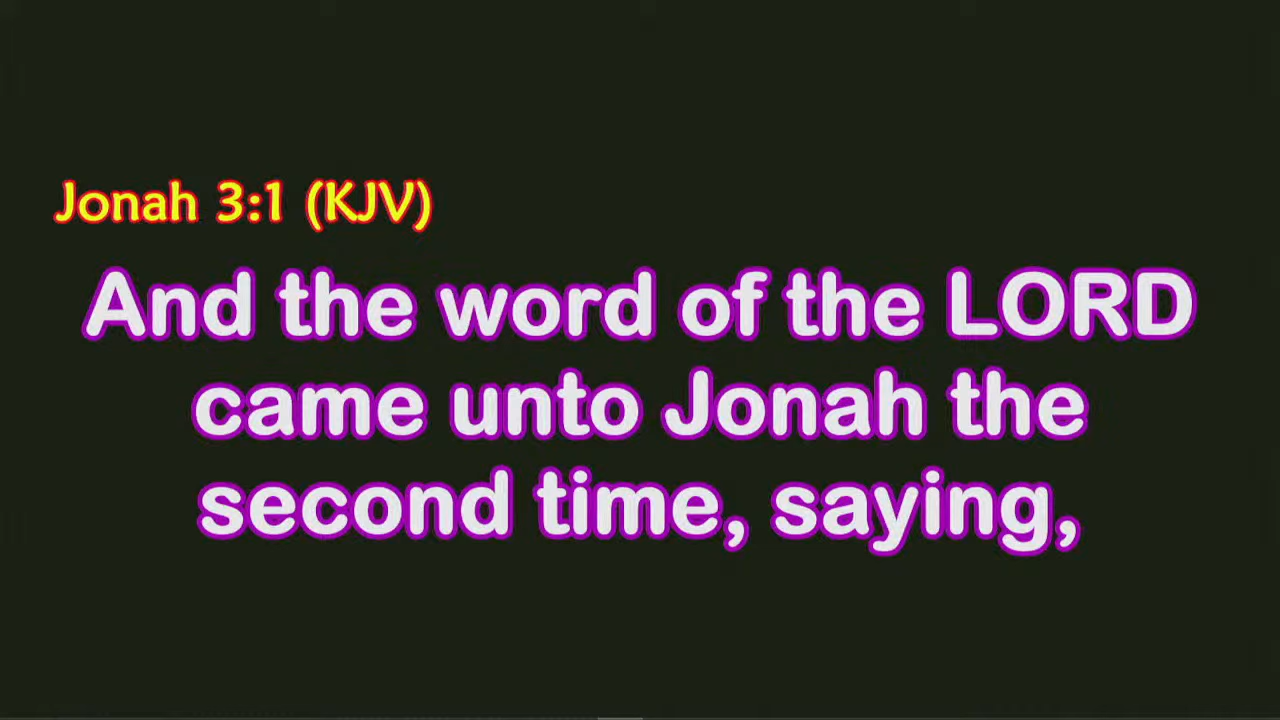 Jonah 3:1 (KJV)
And the word of the LORD
came unto Jonah the
second time, saying,